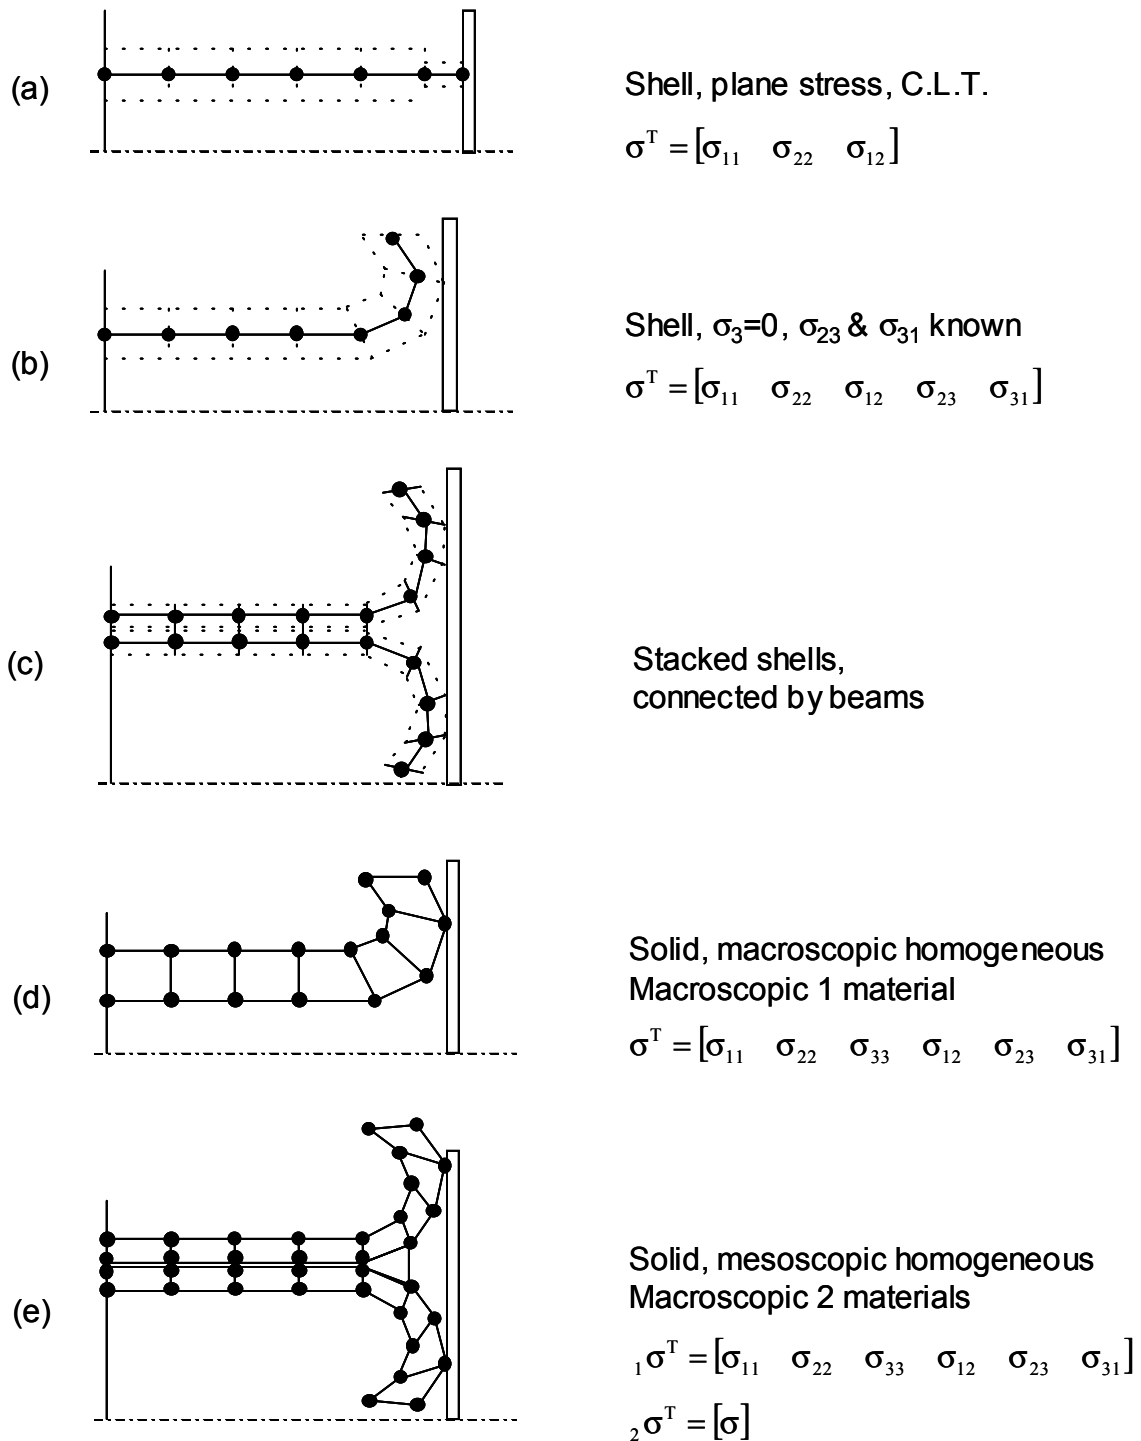 (a)
Shell, plane stress, C.L.T.
σᵀ = [σ₁₁ σ₂₂ σ₁₂]
(b)
Shell, σ₃=0, σ₂₃ & σ₃₁ known
σᵀ = [σ₁₁ σ₂₂ σ₁₂ σ₂₃ σ₃₁]
(c)
Stacked shells,
connected by beams
(d)
Solid, macroscopic homogeneous
Macroscopic 1 material
σᵀ = [σ₁₁ σ₂₂ σ₃₃ σ₁₂ σ₂₃ σ₃₁]
(e)
Solid, mesoscopic homogeneous
Macroscopic 2 materials
₁σᵀ = [σ₁₁ σ₂₂ σ₃₃ σ₁₂ σ₂₃ σ₃₁]
₂σᵀ = [σ]